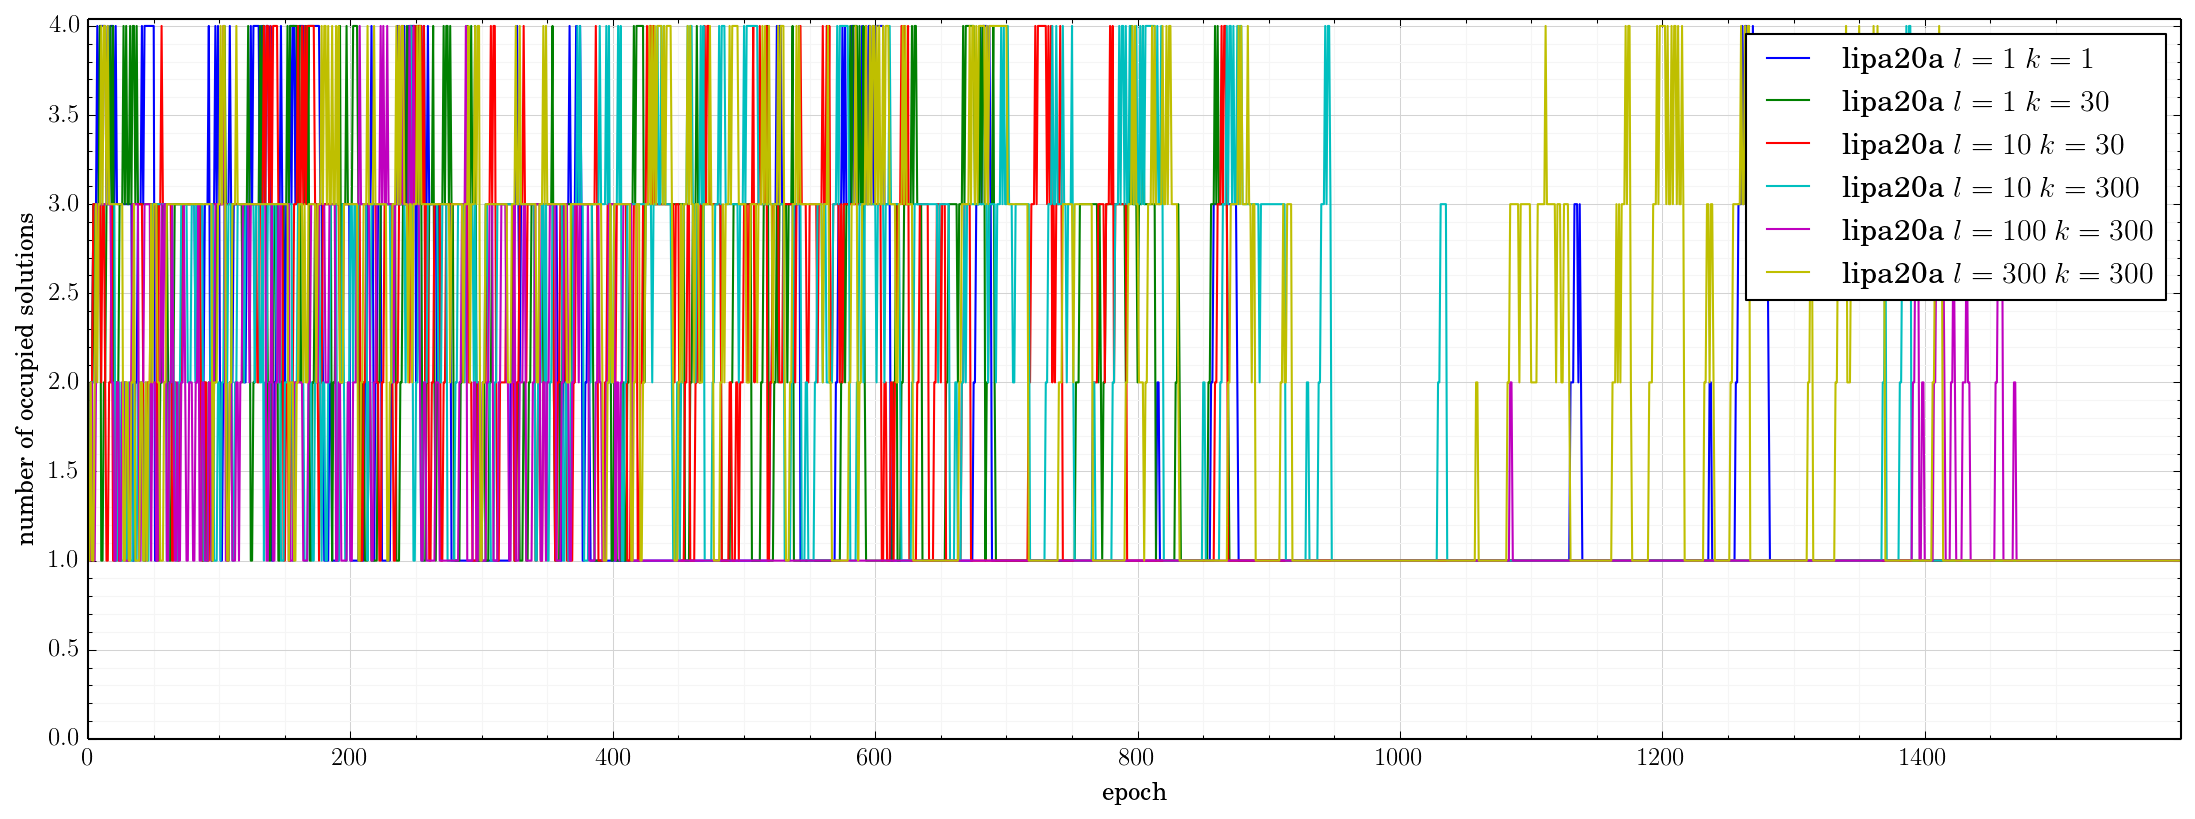 4.0
3.5
3.0
2.5
2.0
1.5
1.0
0.5
0.0
number of occupied solutions
0 200 400 600 800 1000 1200 1400
epoch
lipa20a l = 1 k = 1
lipa20a l = 1 k = 30
lipa20a l = 10 k = 30
lipa20a l = 10 k = 300
lipa20a l = 100 k = 300
lipa20a l = 300 k = 300